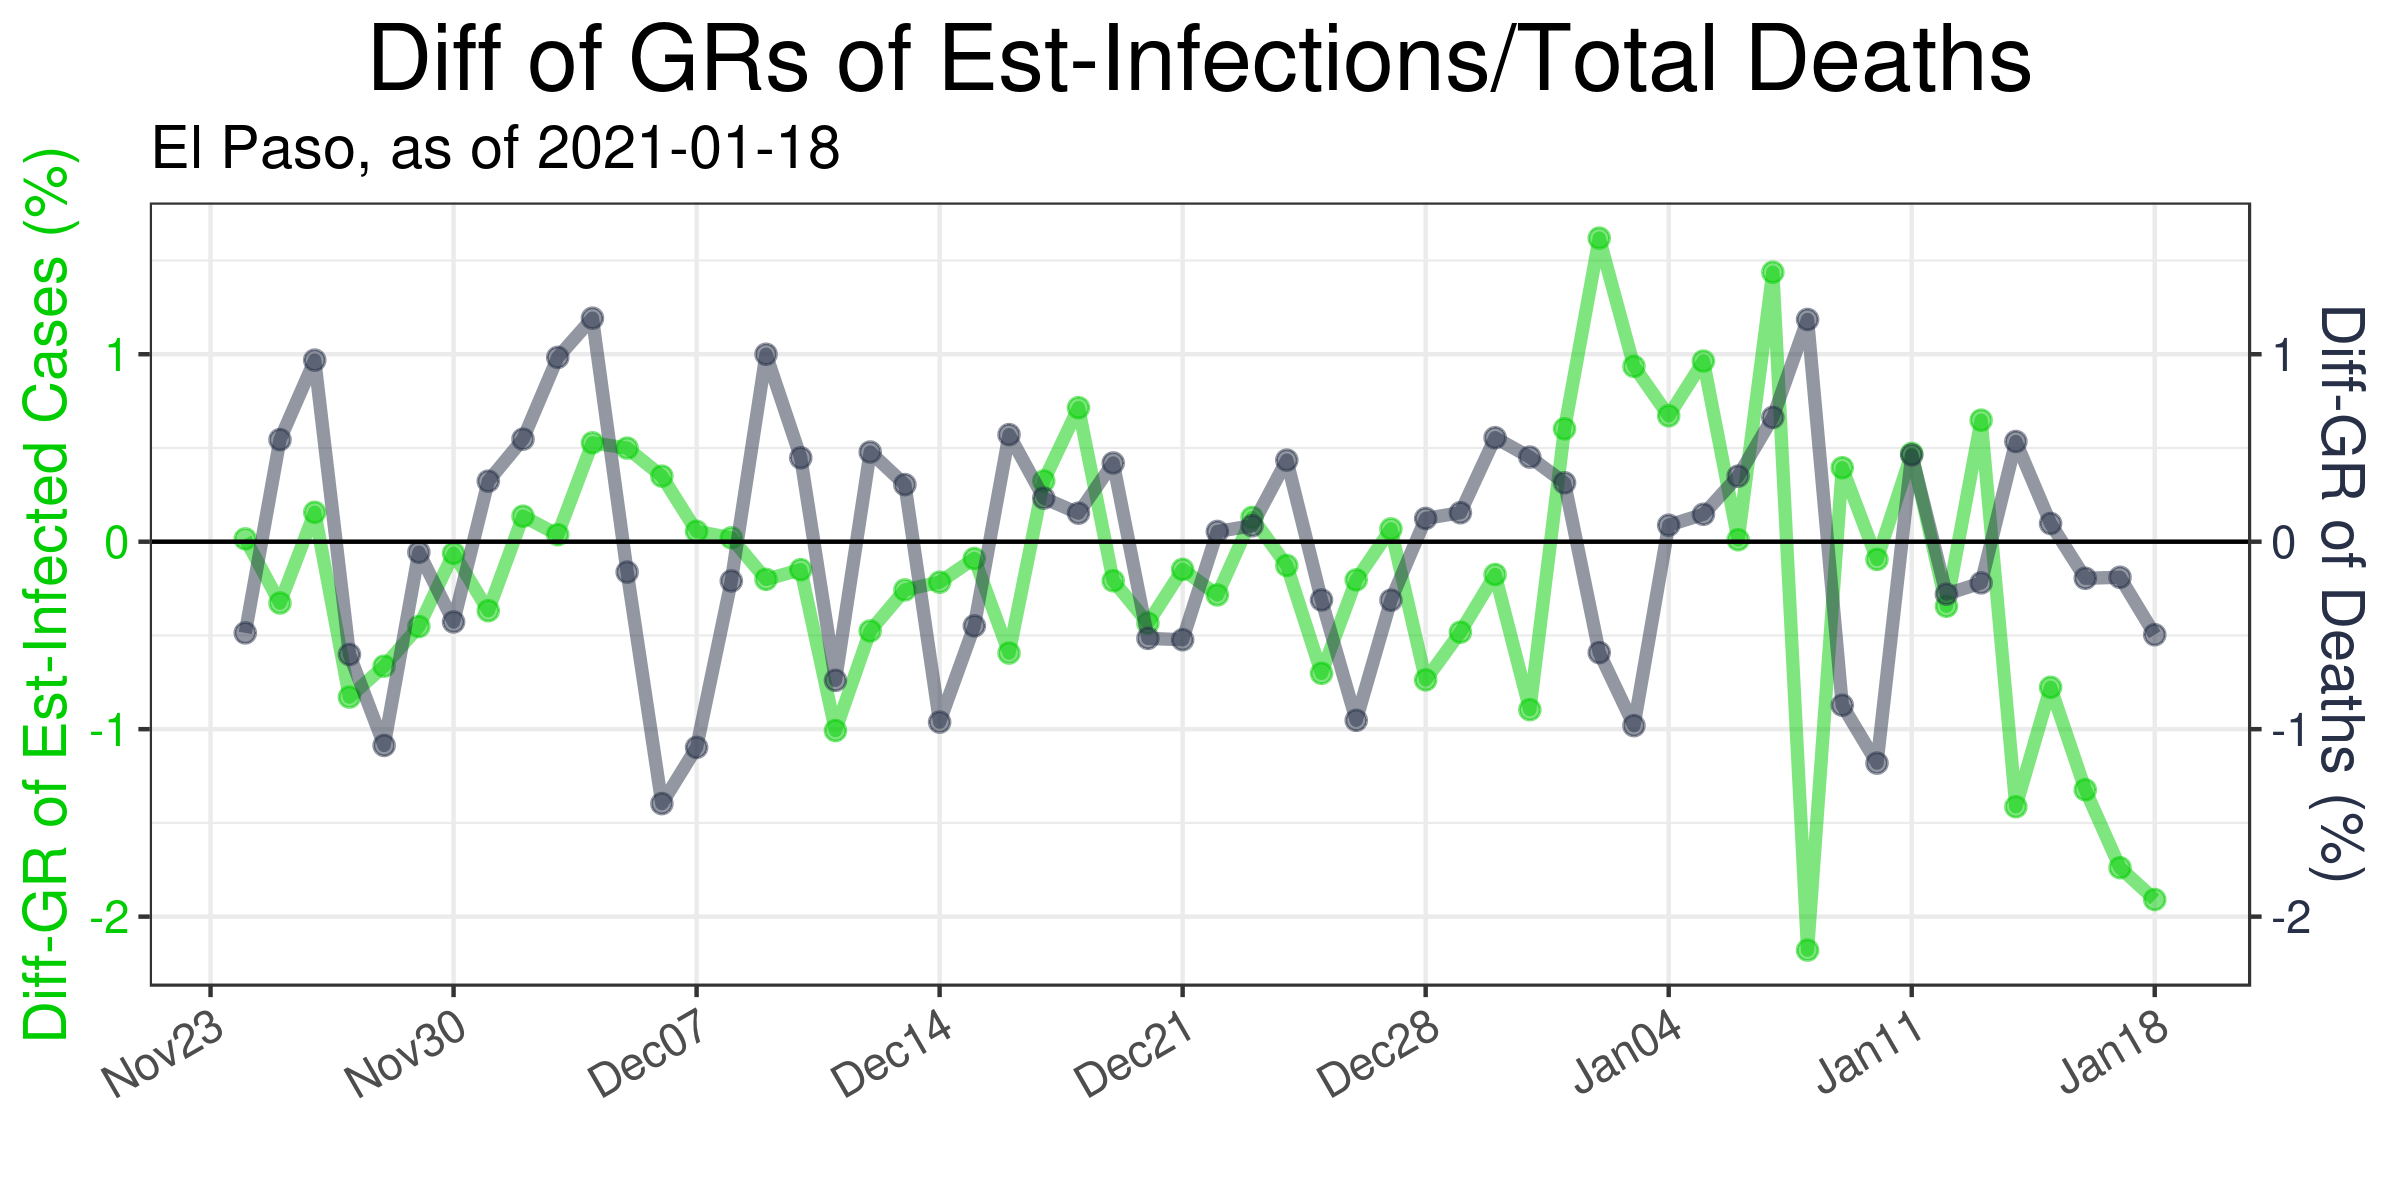 Diff of GRs of Est-Infections/Total Deaths
El Paso, as of 2021-01-18
Diff-GR of Est-Infected Cases (%)
1
0
-1
-2
1
0
-1
-2
Diff-GR of Deaths (%)
Nov23
Nov30
Dec07
Dec14
Dec21
Dec28
Jan04
Jan11
Jan18